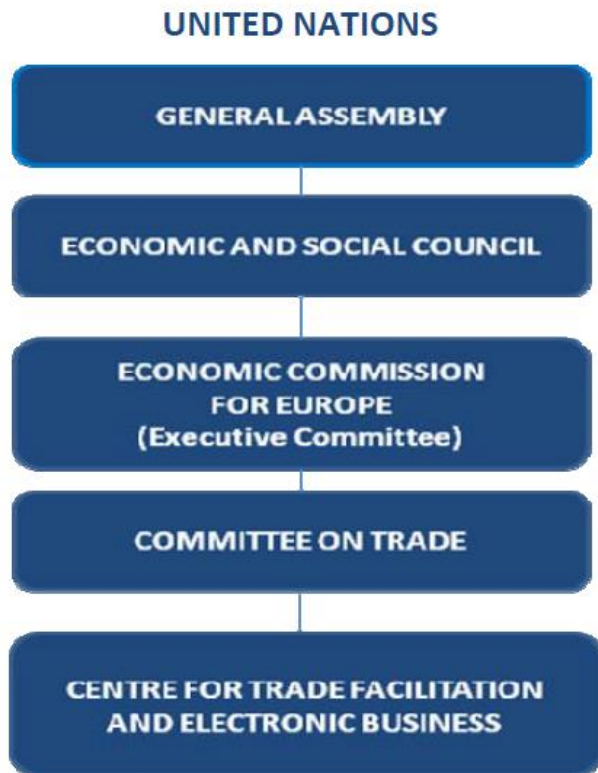 UNITED NATIONS
GENERAL ASSEMBLY
ECONOMIC AND SOCIAL COUNCIL
ECONOMIC COMMISSION
FOR EUROPE
(Executive Committee)
COMMITTEE ON TRADE
CENTRE FOR TRADE FACILITATION
AND ELECTRONIC BUSINESS